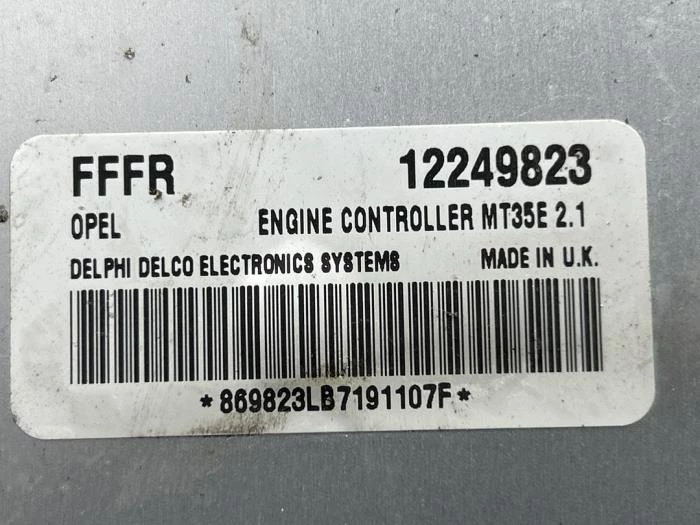 FFFR 12249823
OPEL ENGINE CONTROLLER MT35E 2.1
DELPHI DELCO ELECTRONICS SYSTEMS MADE IN U.K.
*869823LB7191107F*